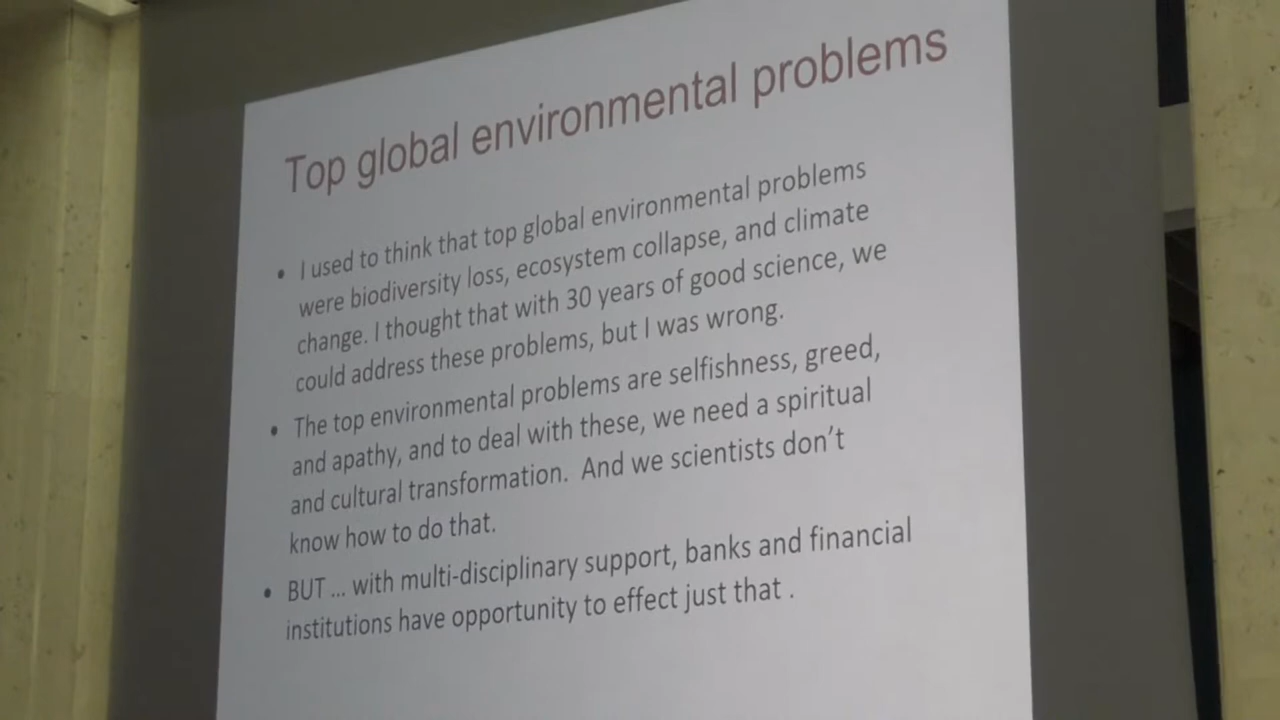 Top global environmental problems
• I used to think that top global environmental problems
were biodiversity loss, ecosystem collapse, and climate
change. I thought that with 30 years of good science, we
could address these problems, but I was wrong.
• The top environmental problems are selfishness, greed,
and apathy, and to deal with these, we need a spiritual
and cultural transformation. And we scientists don't
know how to do that.
• BUT ... with multi-disciplinary support, banks and financial
institutions have opportunity to effect just that .